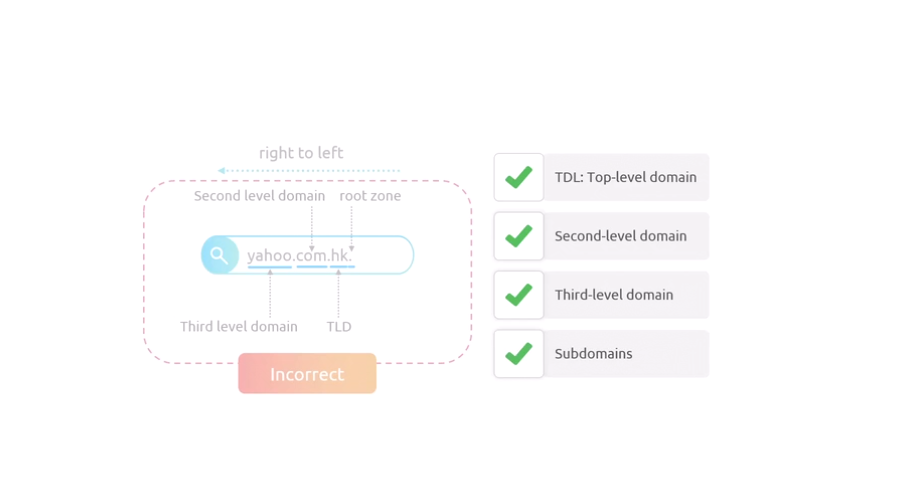 right to left
Second level domain root zone
yahoo.com.hk.
Third level domain TLD
Incorrect
TDL: Top-level domain
Second-level domain
Third-level domain
Subdomains